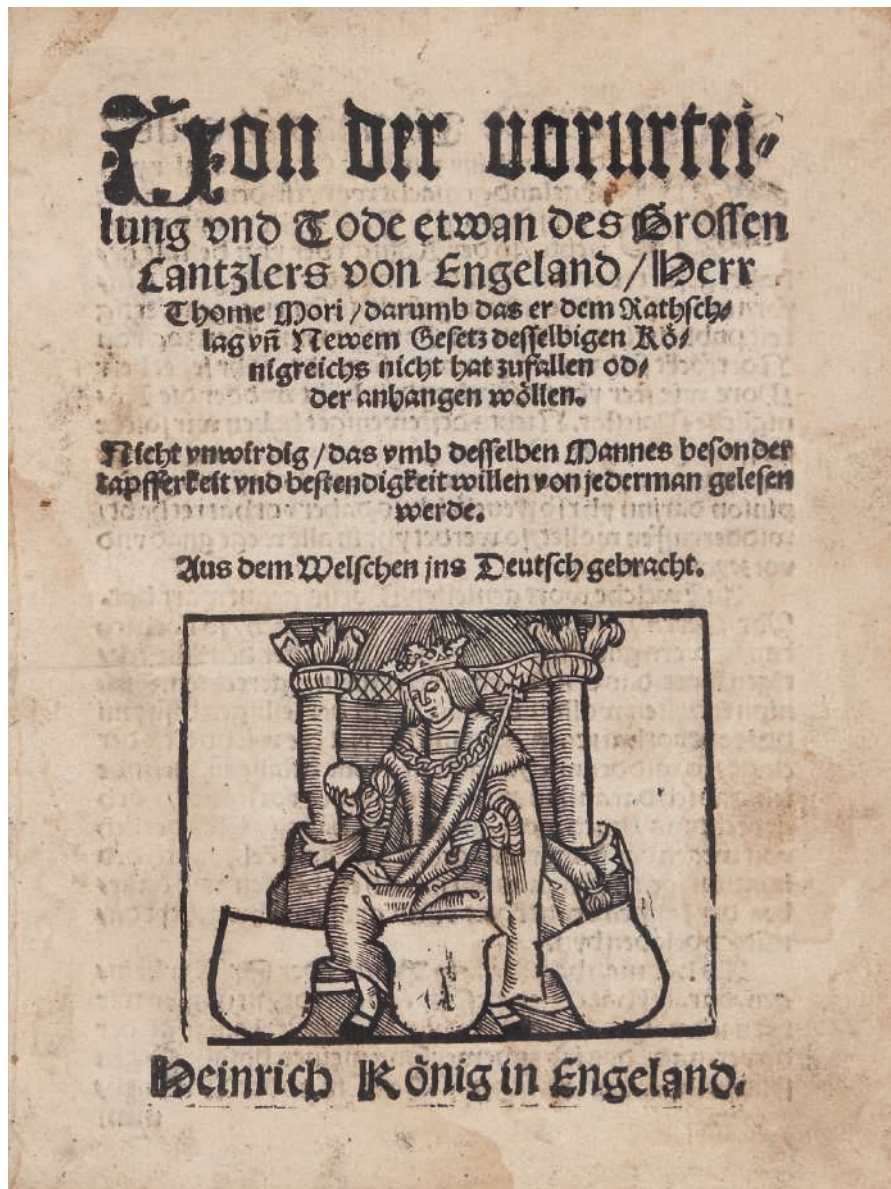 Von der vorurtei⸗
lung vnd Tode etwan des Grossen
Cantzlers von Engeland / Herr
Thome Mori / darumb das er dem Rathsch⸗
lag vñ Newem Gesetz desselbigen Kö⸗
nigreichs nicht hat zufallen od⸗
der anhangen wöllen.
Nicht vnwirdig / das vmb desselben Mannes besonder
tapfferkeit vnd bestendigkeit willen von jederman gelesen
werde.
Aus dem Welschen jns Deutsch gebracht.
Heinrich König in Engeland.